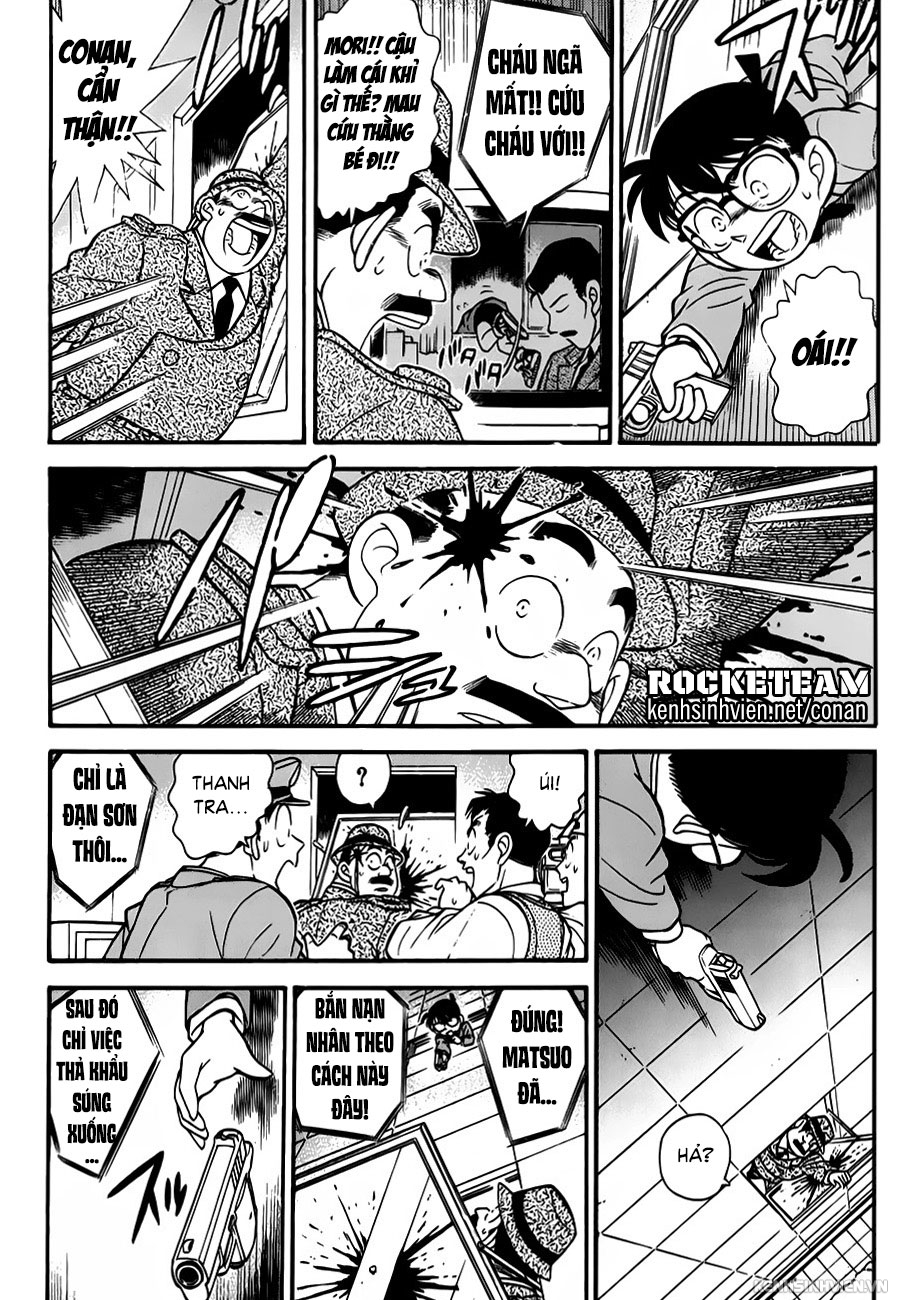 OÁI!!
CHÁU NGÃ
MẤT!! CỨU
CHÁU VỚI!!
MORI!! CẬU
LÀM CÁI KHỈ
GÌ THẾ? MAU
CỨU THẰNG
BÉ ĐI!!
CONAN,
CẨN
THẬN!!
ROCKETEAM
kenhsinhvien.net/conan
HẢ?
ÚI!
?
THANH
TRA...
CHỈ LÀ
ĐẠN SƠN
THÔI...
ĐÚNG!
MATSUO
ĐÃ...
BẮN NẠN
NHÂN THEO
CÁCH NÀY
ĐÂY!
SAU ĐÓ
CHỈ VIỆC
THẢ KHẨU
SÚNG
XUỐNG
...
KENHSINHVIEN.VN